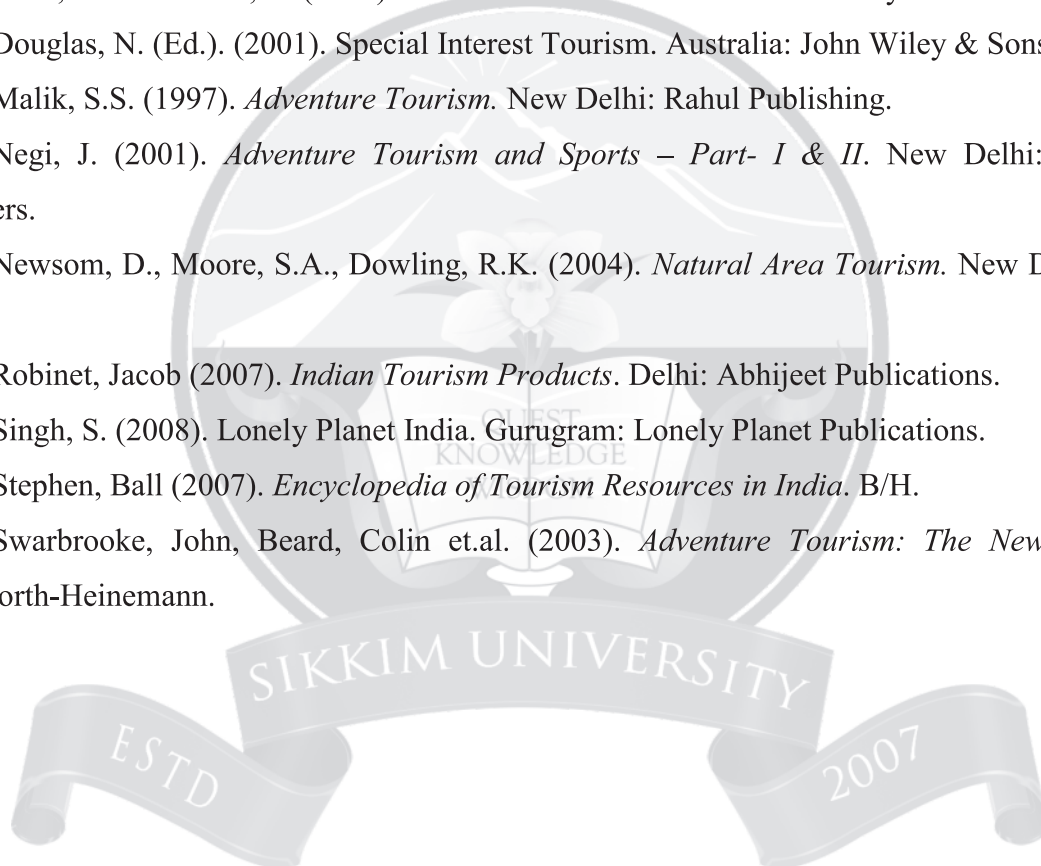 Douglas, N. (Ed.). (2001). Special Interest Tourism. Australia: John Wiley & Sons
Malik, S.S. (1997). Adventure Tourism. New Delhi: Rahul Publishing.
Negi, J. (2001). Adventure Tourism and Sports – Part- I & II. New Delhi:
ers.
Newsom, D., Moore, S.A., Dowling, R.K. (2004). Natural Area Tourism. New D
Robinet, Jacob (2007). Indian Tourism Products. Delhi: Abhijeet Publications.
Singh, S. (2008). Lonely Planet India. Gurugram: Lonely Planet Publications.
Stephen, Ball (2007). Encyclopedia of Tourism Resources in India. B/H.
Swarbrooke, John, Beard, Colin et.al. (2003). Adventure Tourism: The New
orth-Heinemann.
QUEST
KNOWLEDGE
WISDOM
SIKKIM UNIVERSITY
ESTD
2007